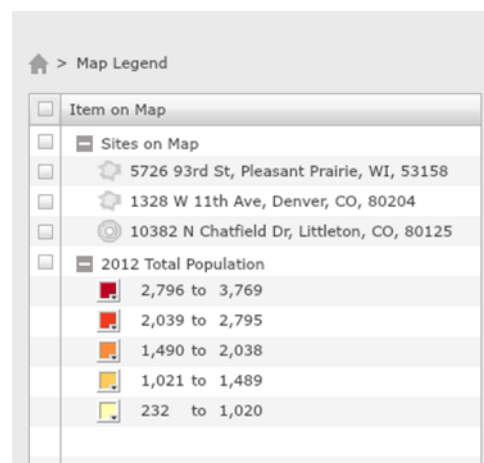 > Map Legend
Item on Map
Sites on Map
5726 93rd St, Pleasant Prairie, WI, 53158
1328 W 11th Ave, Denver, CO, 80204
10382 N Chatfield Dr, Littleton, CO, 80125
2012 Total Population
2,796 to 3,769
2,039 to 2,795
1,490 to 2,038
1,021 to 1,489
232 to 1,020